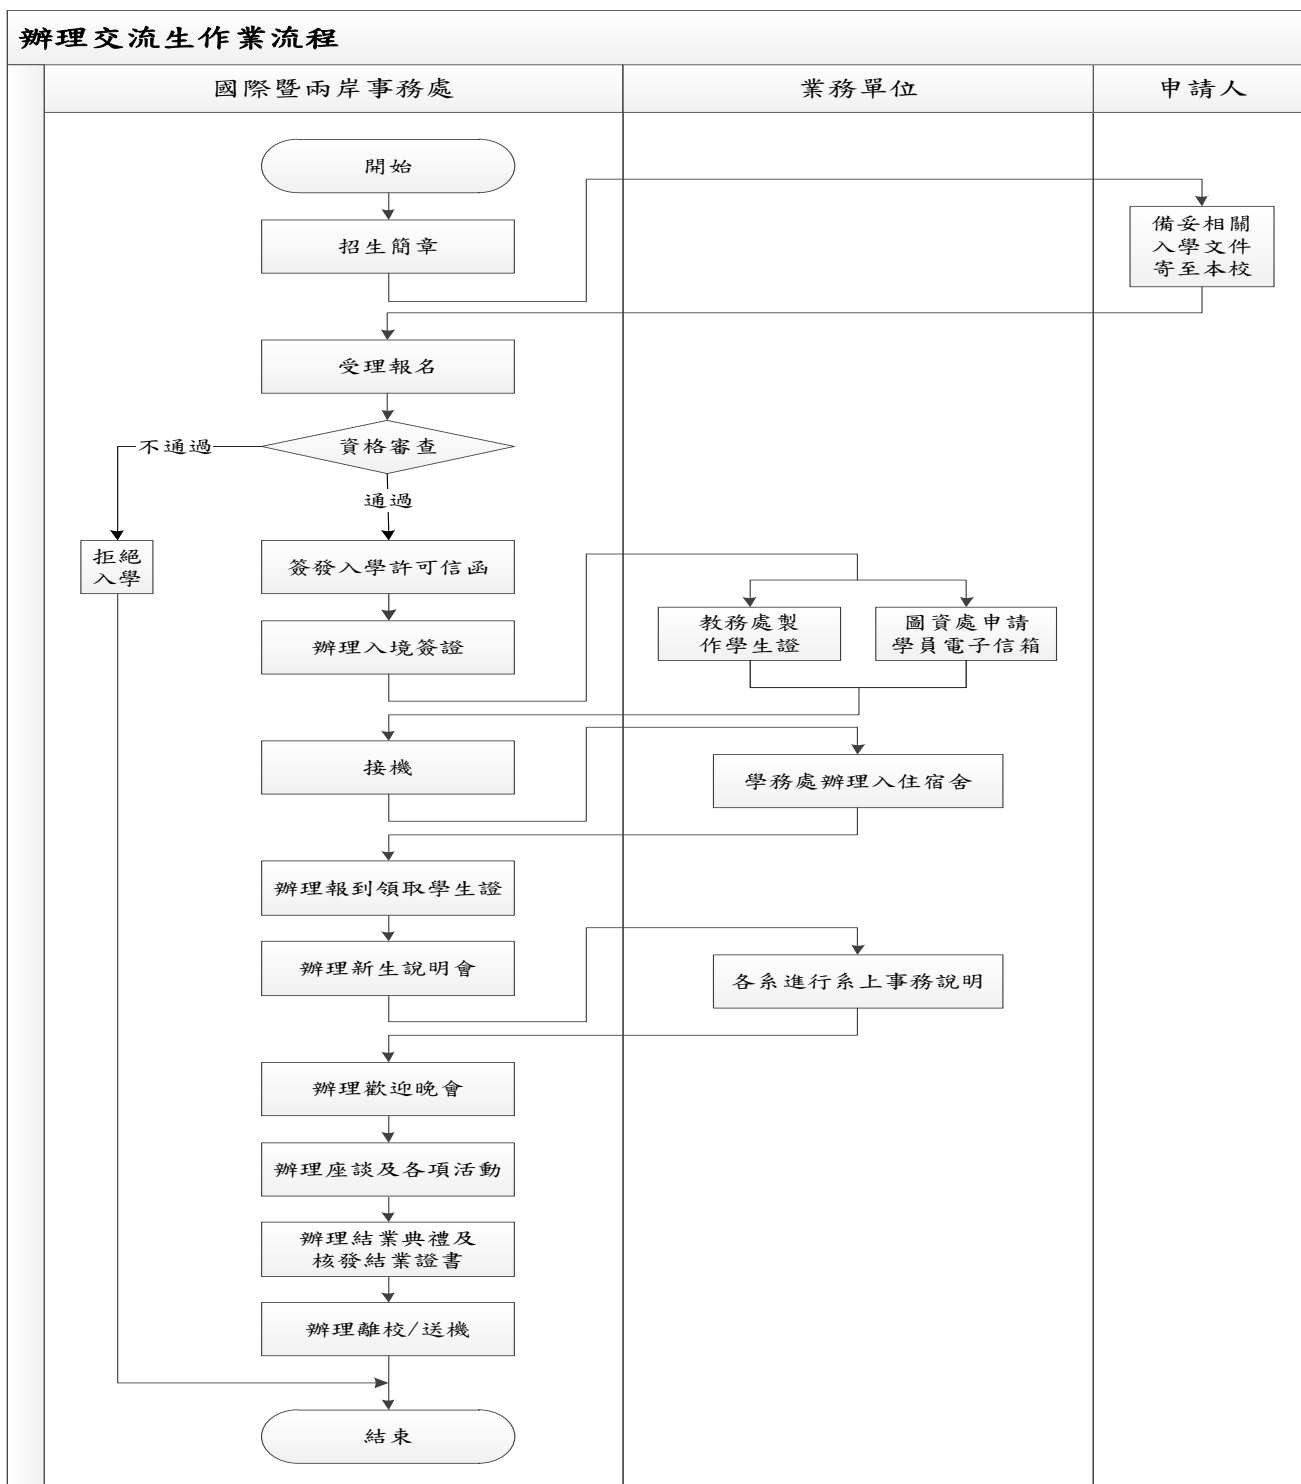 辦理交流生作業流程
國際暨兩岸事務處
業務單位
申請人
開始
招生簡章
備妥相關
入學文件
寄至本校
受理報名
資格審查
不通過
通過
拒絕
入學
簽發入學許可信函
辦理入境簽證
教務處製
作學生證
圖資處申請
學員電子信箱
接機
學務處辦理入住宿舍
辦理報到領取學生證
辦理新生說明會
各系進行系上事務說明
辦理歡迎晚會
辦理座談及各項活動
辦理結業典禮及
核發結業證書
辦理離校/送機
結束